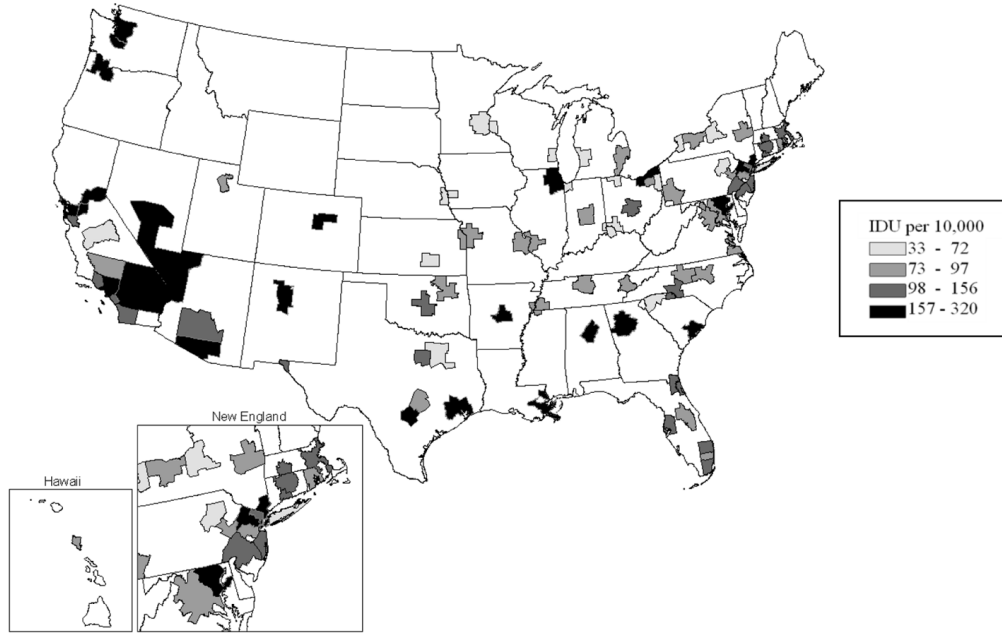 IDU per 10,000
33 - 72
73 - 97
98 - 156
157 - 320
New England
Hawaii